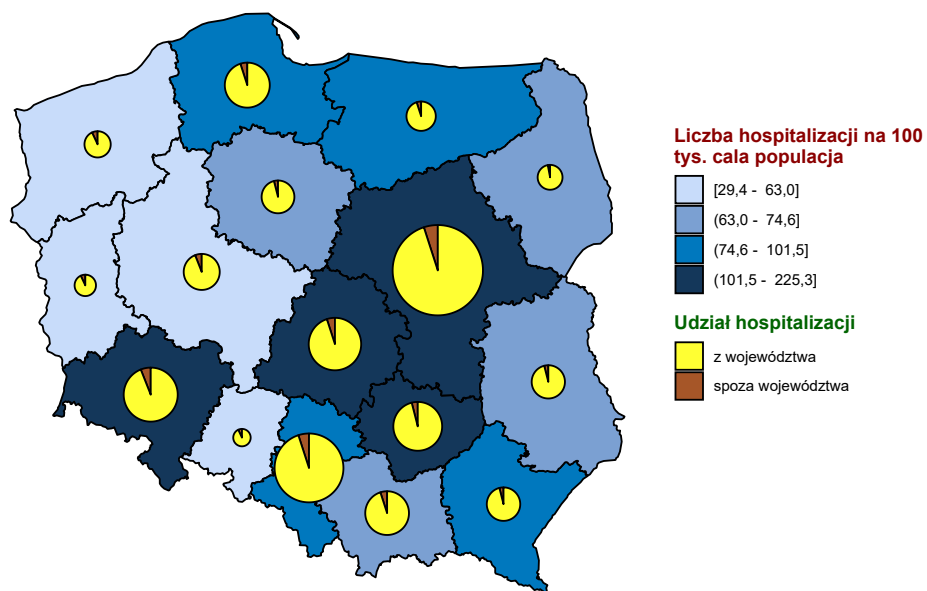 Liczba hospitalizacji na 100
tys. cala populacja
[29,4 - 63,0]
(63,0 - 74,6]
(74,6 - 101,5]
(101,5 - 225,3]
Udział hospitalizacji
z województwa
spoza województwa